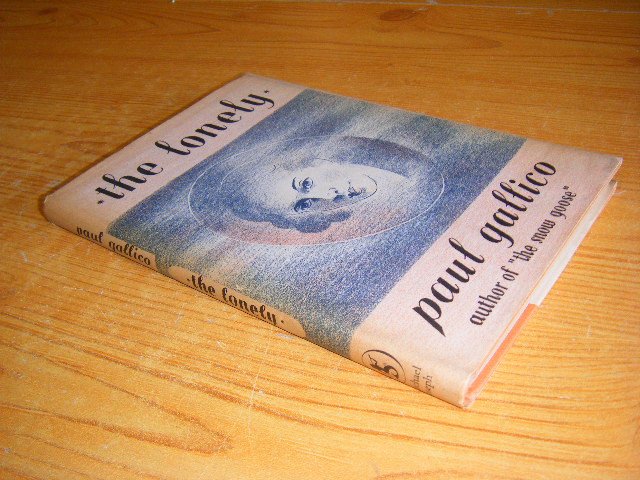 ·the lonely·
paul gallico
author of "the snow goose"
paul gallico
·the lonely·